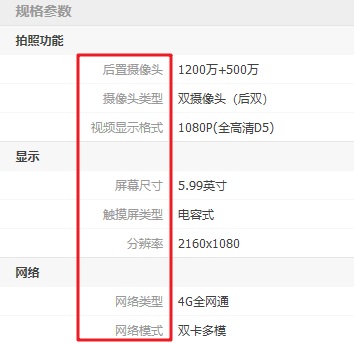 规格参数
拍照功能
后置摄像头 1200万+500万
摄像头类型 双摄像头（后双）
视频显示格式 1080P(全高清D5)
显示
屏幕尺寸 5.99英寸
触摸屏类型 电容式
分辨率 2160x1080
网络
网络类型 4G全网通
网络模式 双卡多模